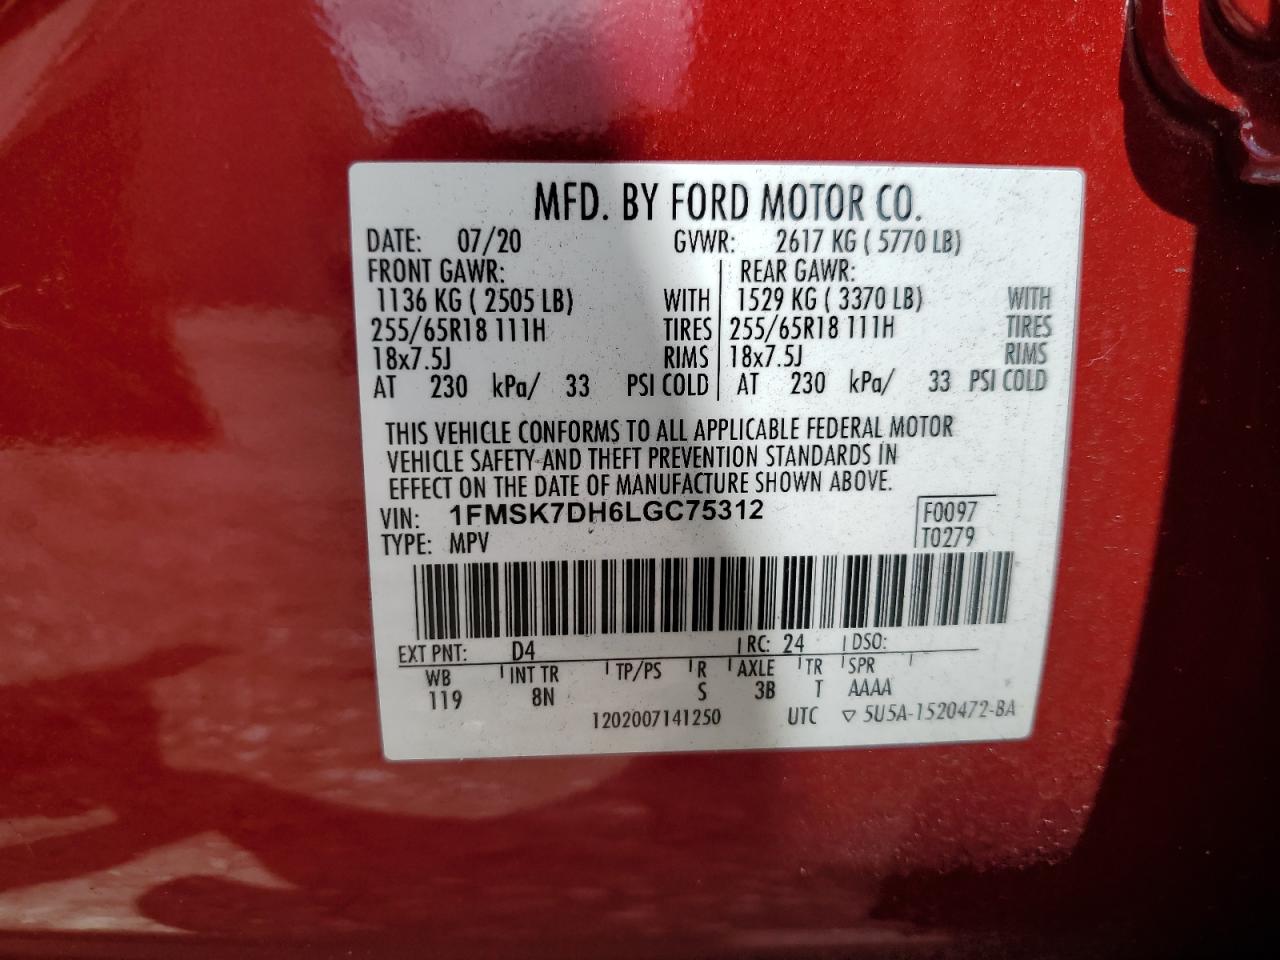 MFD. BY FORD MOTOR CO.
DATE: 07/20 GVWR: 2617 KG ( 5770 LB)
FRONT GAWR: REAR GAWR:
1136 KG ( 2505 LB) WITH 1529 KG ( 3370 LB) WITH
255/65R18 111H TIRES 255/65R18 111H TIRES
18x7.5J RIMS 18x7.5J RIMS
AT 230 kPa/ 33 PSI COLD AT 230 kPa/ 33 PSI COLD
THIS VEHICLE CONFORMS TO ALL APPLICABLE FEDERAL MOTOR
VEHICLE SAFETY AND THEFT PREVENTION STANDARDS IN
EFFECT ON THE DATE OF MANUFACTURE SHOWN ABOVE.
VIN: 1FMSK7DH6LGC75312 F0097
TYPE: MPV T0279
EXT PNT: D4 RC: 24 DSO:
WB INT TR TP/PS R AXLE TR SPR
119 8N S 3B T AAAA
1202007141250 UTC ▽ 5U5A-1520472-BA